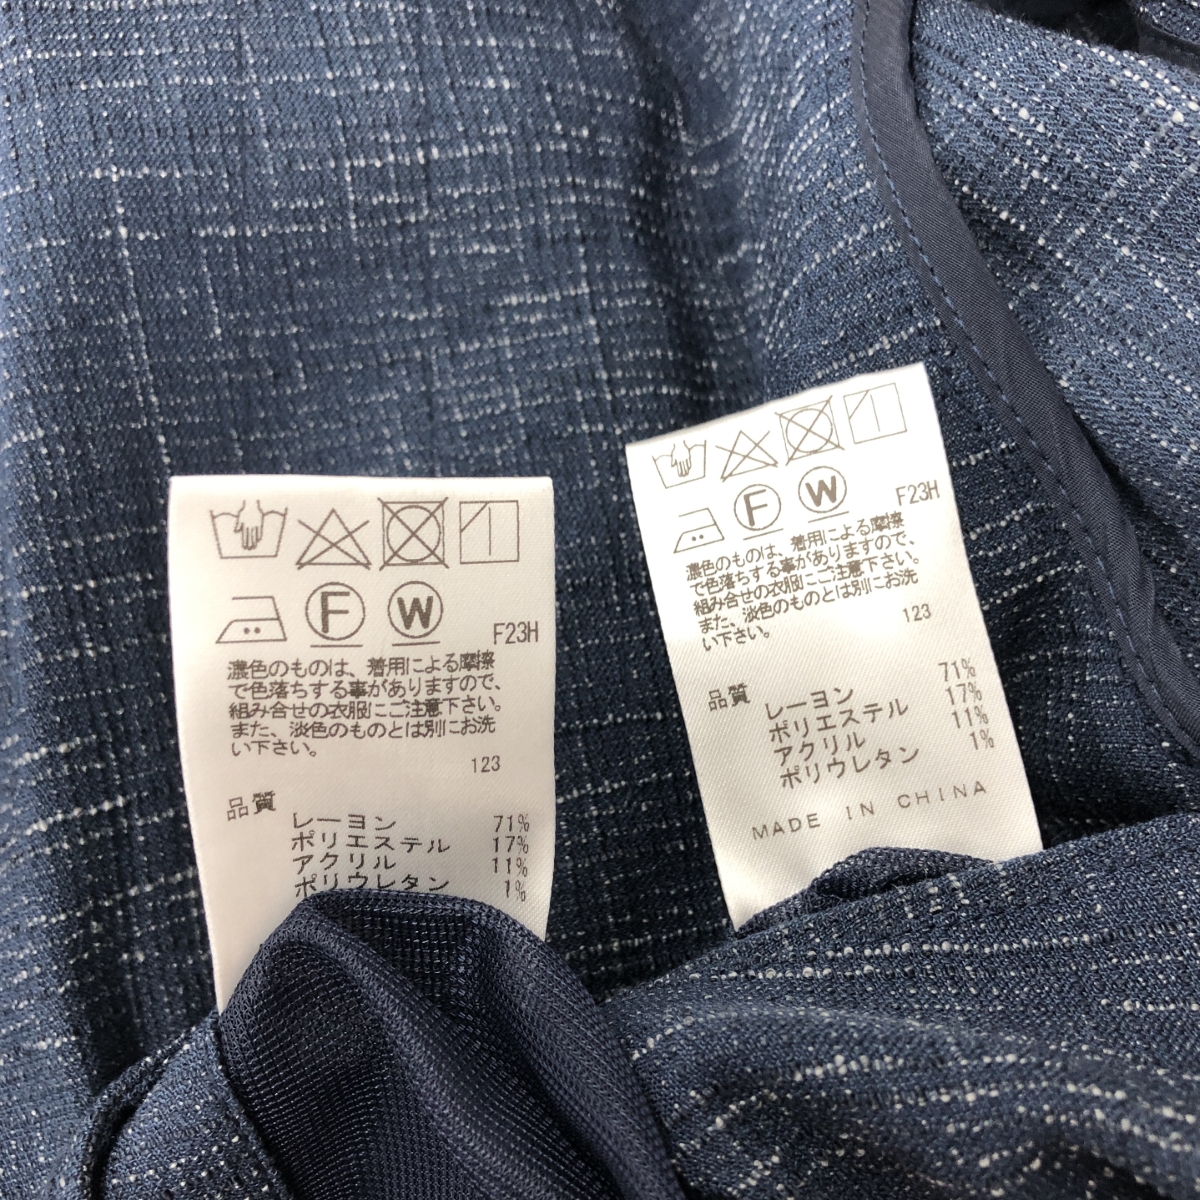 F
W
F23H
濃色のものは、着用による摩擦
で色落ちする事がありますので、
組み合せの衣服にご注意下さい。
また、淡色のものとは別にお洗
い下さい。
123
品質
レーヨン 71%
ポリエステル 17%
アクリル 11%
ポリウレタン 1%
F
W
F23H
濃色のものは、着用による摩擦
で色落ちする事がありますので、
組み合せの衣服にご注意下さい。
また、淡色のものとは別にお洗
い下さい。
123
品質
レーヨン 71%
ポリエステル 17%
アクリル 11%
ポリウレタン 1%
MADE IN CHINA